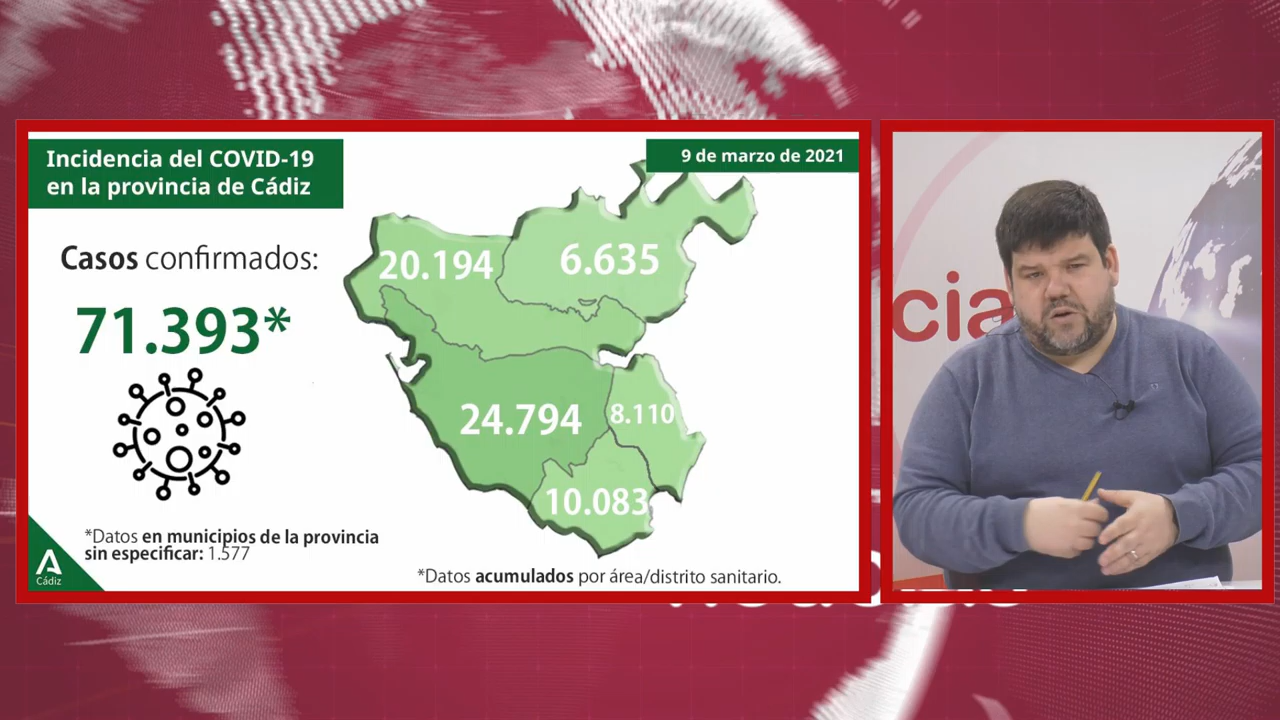 Incidencia del COVID-19
en la provincia de Cádiz
9 de marzo de 2021
Casos confirmados:
71.393*
20.194
6.635
24.794
8.110
10.083
*Datos en municipios de la provincia
sin especificar: 1.577
Cádiz
*Datos acumulados por área/distrito sanitario.
cia